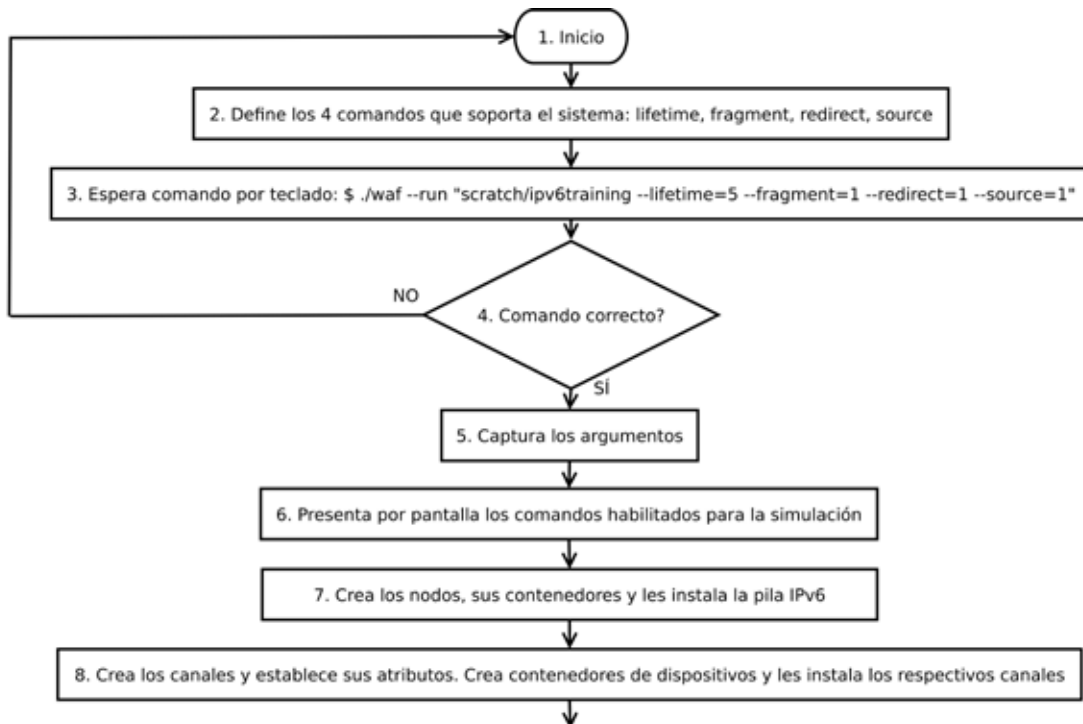 1. Inicio
2. Define los 4 comandos que soporta el sistema: lifetime, fragment, redirect, source
3. Espera comando por teclado: $ ./waf --run "scratch/ipv6training --lifetime=5 --fragment=1 --redirect=1 --source=1"
NO
4. Comando correcto?
SÍ
5. Captura los argumentos
6. Presenta por pantalla los comandos habilitados para la simulación
7. Crea los nodos, sus contenedores y les instala la pila IPv6
8. Crea los canales y establece sus atributos. Crea contenedores de dispositivos y les instala los respectivos canales